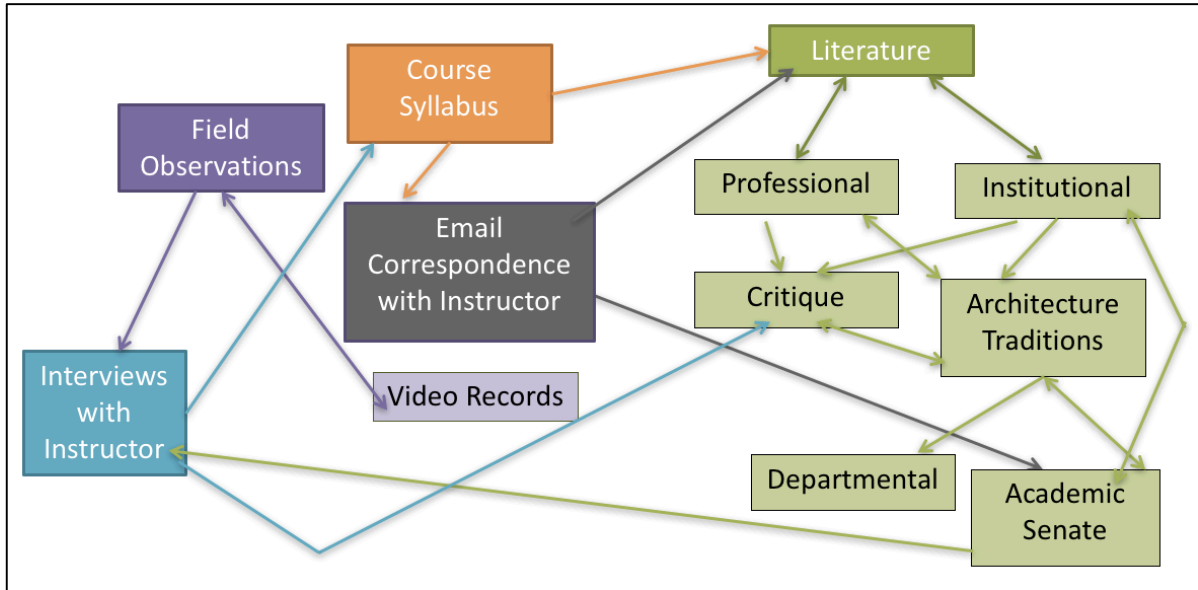 Literature
Course
Syllabus
Field
Observations
Professional
Institutional
Email
Correspondence
with Instructor
Critique
Architecture
Traditions
Interviews
with
Instructor
Video Records
Departmental
Academic
Senate